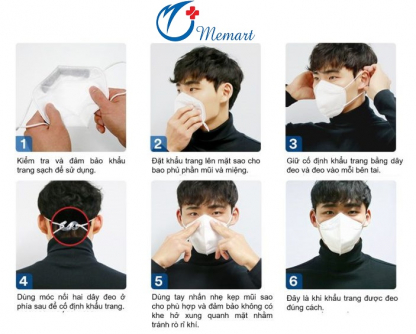 Memart
1
Kiểm tra và đảm bảo khẩu
trang sạch để sử dụng.
2
Đặt khẩu trang lên mặt sao cho
bao phủ phần mũi và miệng.
3
Giữ cố định khẩu trang bằng dây
đeo và đeo vào mỗi bên tai.
4
Dùng móc nối hai dây đeo ở
phía sau để cố định khẩu trang.
5
Dùng tay nhấn nhẹ kẹp mũi sao
cho phù hợp và đảm bảo không có
khe hở xung quanh mặt nhằm
tránh rò rỉ khí.
6
Đây là khi khẩu trang được đeo
đúng cách.